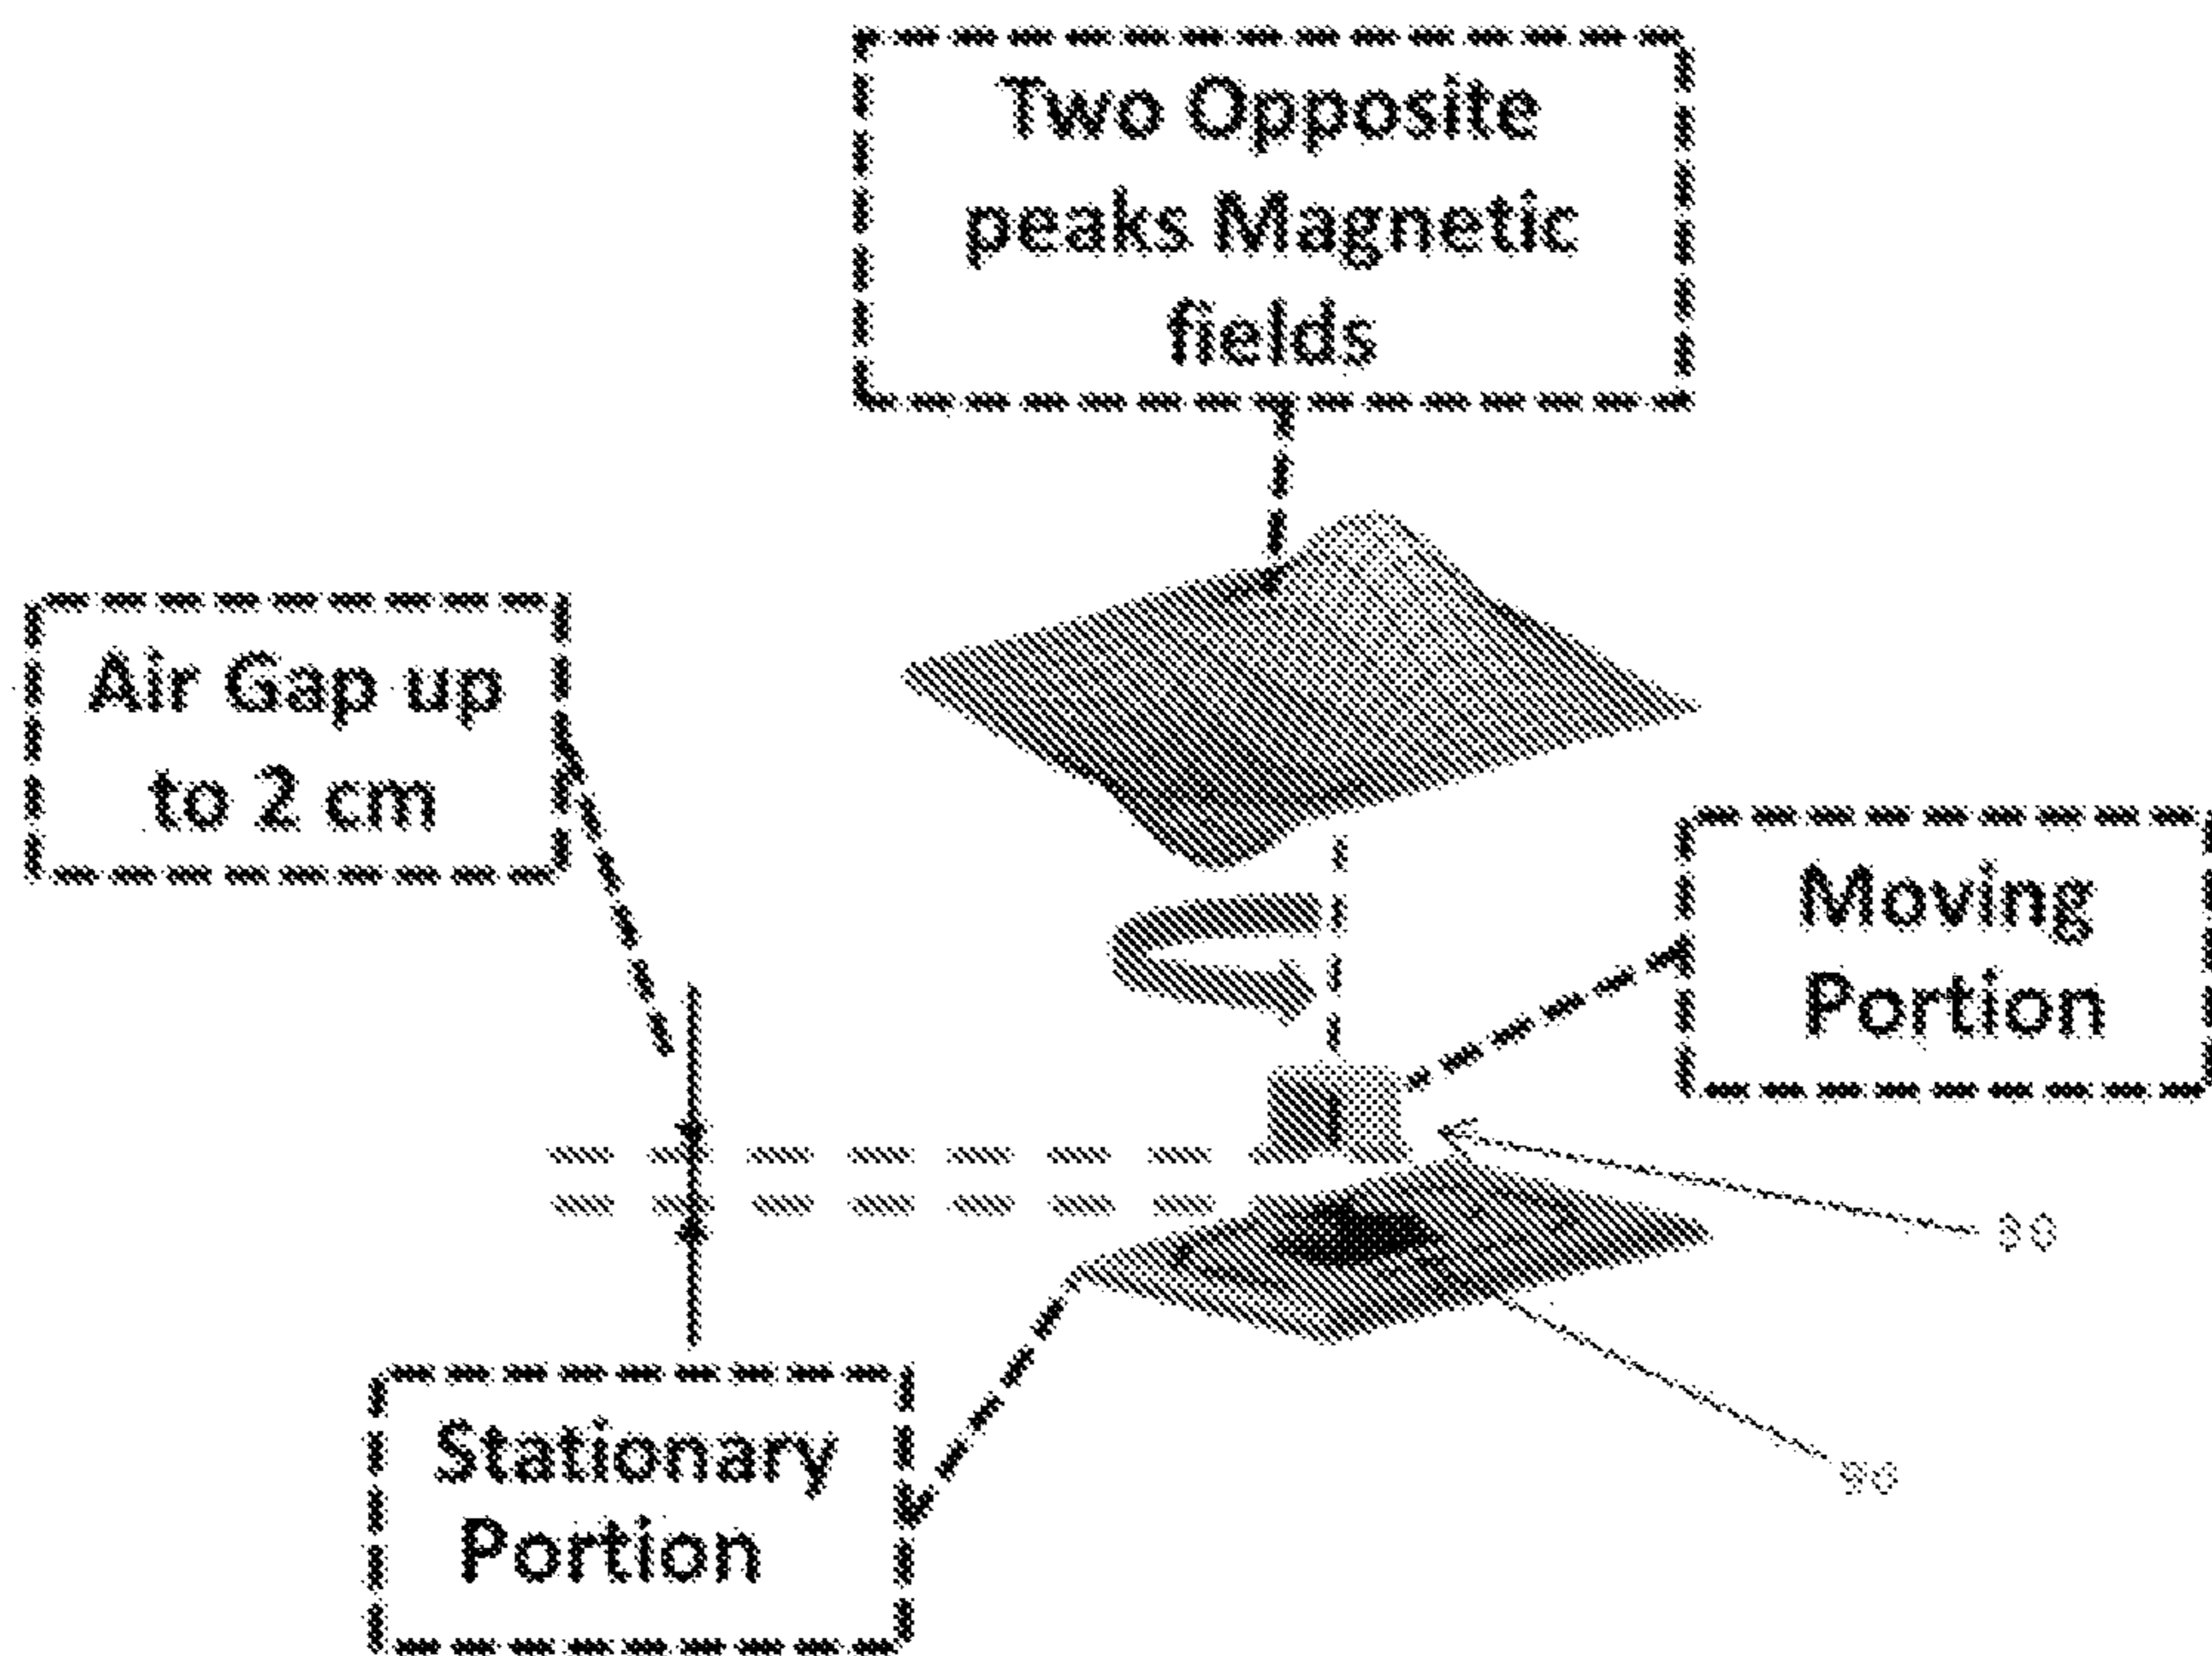 Two Opposite
peaks Magnetic
fields
Air Gap up
to 2 cm
Moving
Portion
Stationary
Portion